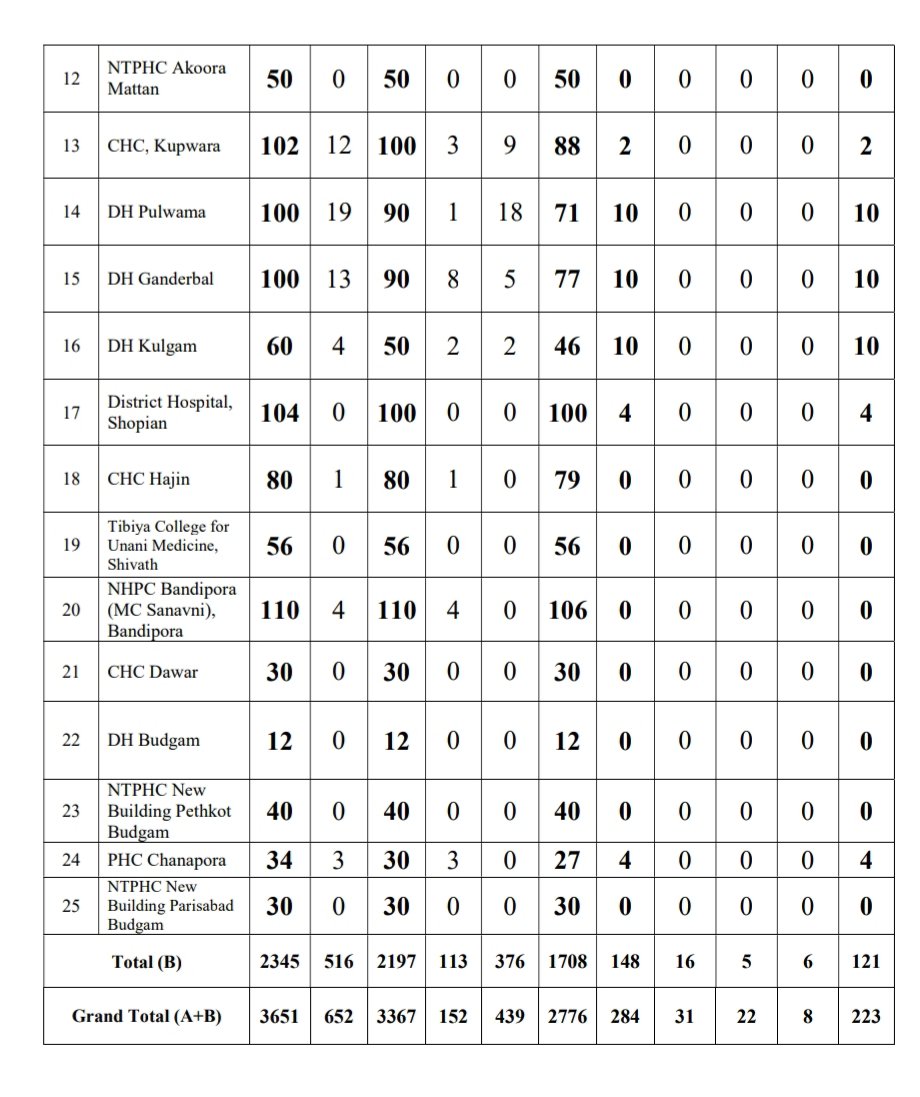 12 NTPHC Akoora Mattan 50 0 50 0 0 50 0 0 0 0 0
13 CHC, Kupwara 102 12 100 3 9 88 2 0 0 0 2
14 DH Pulwama 100 19 90 1 18 71 10 0 0 0 10
15 DH Ganderbal 100 13 90 8 5 77 10 0 0 0 10
16 DH Kulgam 60 4 50 2 2 46 10 0 0 0 10
17 District Hospital, Shopian 104 0 100 0 0 100 4 0 0 0 4
18 CHC Hajin 80 1 80 1 0 79 0 0 0 0 0
19 Tibiya College for Unani Medicine, Shivath 56 0 56 0 0 56 0 0 0 0 0
20 NHPC Bandipora (MC Sanavni), Bandipora 110 4 110 4 0 106 0 0 0 0 0
21 CHC Dawar 30 0 30 0 0 30 0 0 0 0 0
22 DH Budgam 12 0 12 0 0 12 0 0 0 0 0
23 NTPHC New Building Pethkot Budgam 40 0 40 0 0 40 0 0 0 0 0
24 PHC Chanapora 34 3 30 3 0 27 4 0 0 0 4
25 NTPHC New Building Parisabad Budgam 30 0 30 0 0 30 0 0 0 0 0
Total (B) 2345 516 2197 113 376 1708 148 16 5 6 121
Grand Total (A+B) 3651 652 3367 152 439 2776 284 31 22 8 223